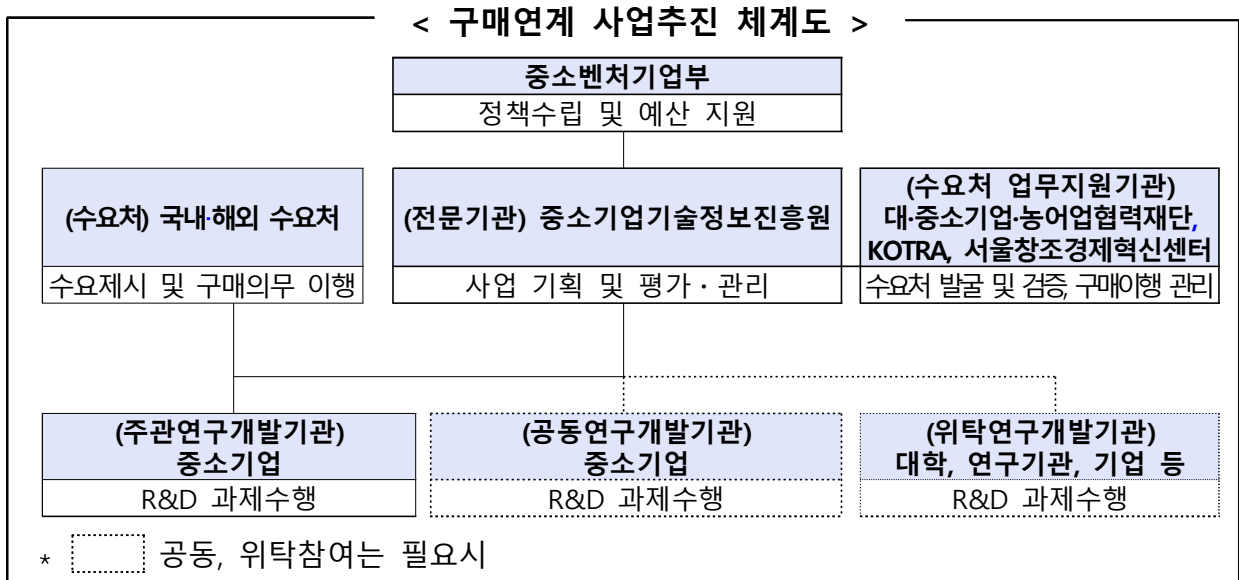 < 구매연계 사업추진 체계도 >
중소벤처기업부
정책수립 및 예산 지원
(수요처) 국내·해외 수요처
수요제시 및 구매의무 이행
(전문기관) 중소기업기술정보진흥원
사업 기획 및 평가·관리
(수요처 업무지원기관)
대·중소기업·농어업협력재단,
KOTRA, 서울창조경제혁신센터
수요처 발굴 및 검증, 구매이행 관리
(주관연구개발기관)
중소기업
R&D 과제수행
(공동연구개발기관)
중소기업
R&D 과제수행
(위탁연구개발기관)
대학, 연구기관, 기업 등
R&D 과제수행
* 공동, 위탁참여는 필요시